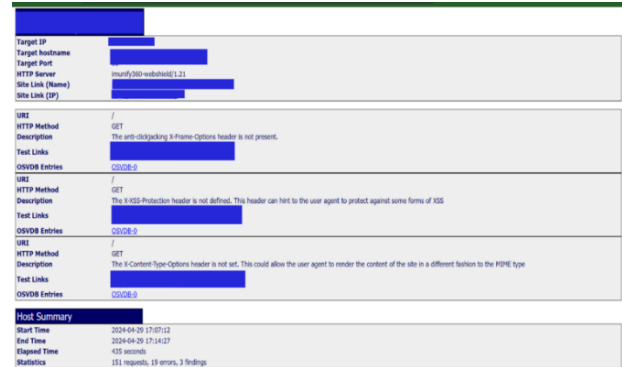 Target IP
Target hostname
Target Port
HTTP Server imunify360-webshield/1.21
Site Link (Name)
Site Link (IP)
URI /
HTTP Method GET
Description The anti-clickjacking X-Frame-Options header is not present.
Test Links
OSVDB Entries OSVDB-0
URI /
HTTP Method GET
Description The X-XSS-Protection header is not defined. This header can hint to the user agent to protect against some forms of XSS
Test Links
OSVDB Entries OSVDB-0
URI /
HTTP Method GET
Description The X-Content-Type-Options header is not set. This could allow the user agent to render the content of the site in a different fashion to the MIME type
Test Links
OSVDB Entries OSVDB-0
Host Summary
Start Time 2024-04-29 17:07:12
End Time 2024-04-29 17:14:27
Elapsed Time 435 seconds
Statistics 151 requests, 19 errors, 3 findings